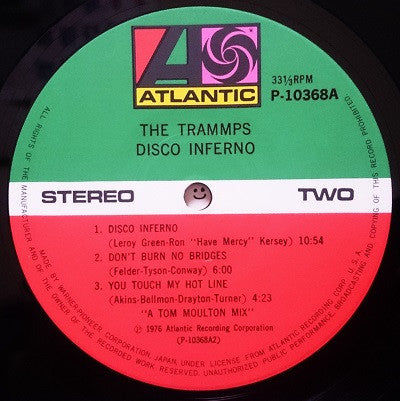 ATLANTIC
33⅓RPM
P-10368A
THE TRAMMPS
DISCO INFERNO
STEREO
TWO
1. DISCO INFERNO
(Leroy Green-Ron "Have Mercy" Kersey) 10:54
2. DON'T BURN NO BRIDGES
(Felder-Tyson-Conway) 6:00
3. YOU TOUCH MY HOT LINE
(Akins-Bellmon-Drayton-Turner) 4:23
"A TOM MOULTON MIX"
℗ 1976 Atlantic Recording Corporation
(P-10368A2)
MADE BY WARNER-PIONEER CORPORATION, JAPAN, UNDER LICENSE FROM ATLANTIC RECORDING CORP., U.S.A.
ALL RIGHTS OF THE MANUFACTURER AND OF THE OWNER OF THE RECORDED WORK RESERVED. UNAUTHORIZED PUBLIC PERFORMANCE, BROADCASTING AND COPYING OF THIS RECORD